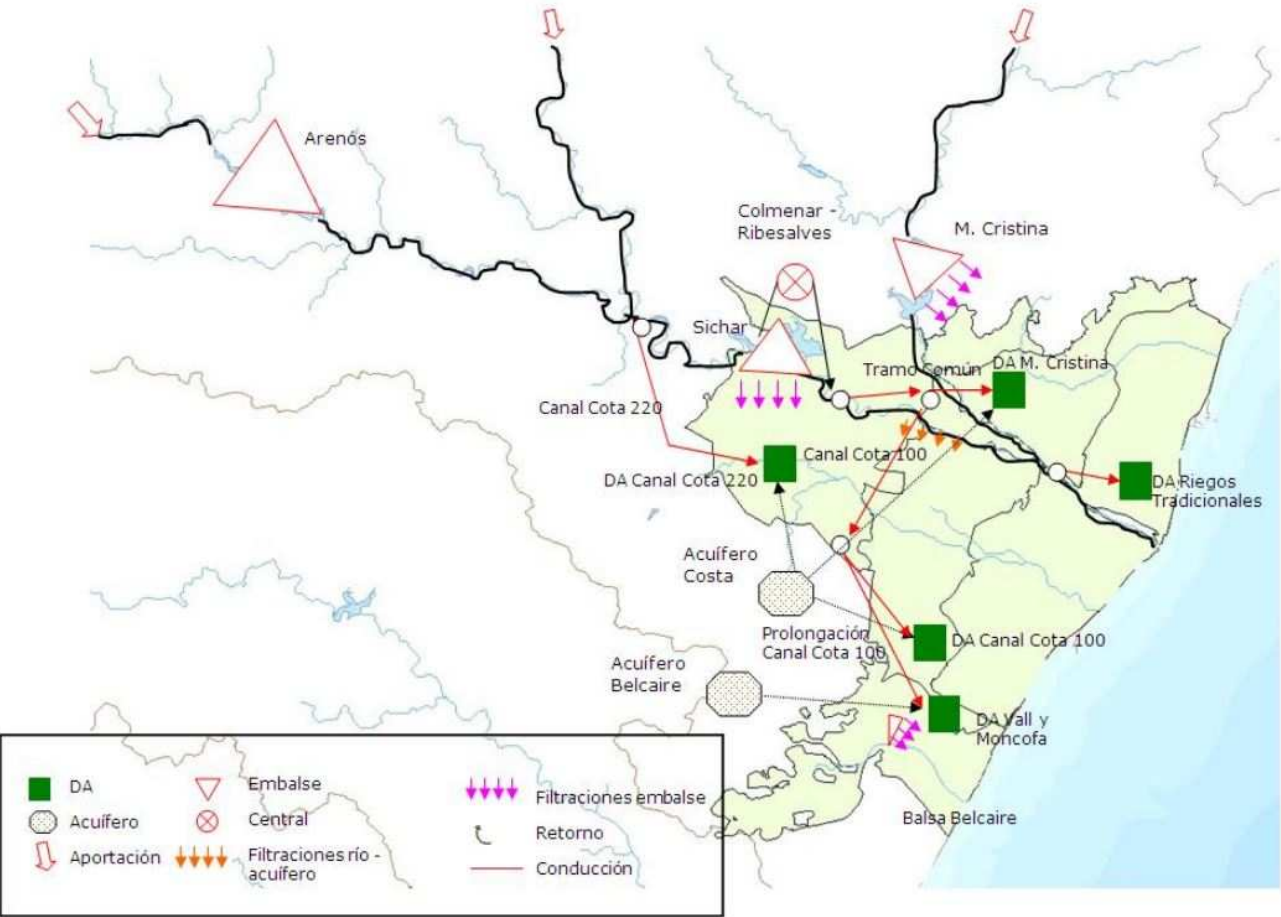 Arenós
Colmenar -
Ribesalves
M. Cristina
Sichar
Tramo Común
DA M. Cristina
Canal Cota 220
Canal Cota 100
DA Canal Cota 220
DA Riegos
Tradicionales
Acuífero
Costa
Prolongación
Canal Cota 100
DA Canal Cota 100
Acuífero
Belcaire
DA Vall y
Moncofa
Balsa Belcaire
DA
Embalse
Filtraciones embalse
Acuífero
Central
Retorno
Aportación
Filtraciones río -
acuífero
Conducción